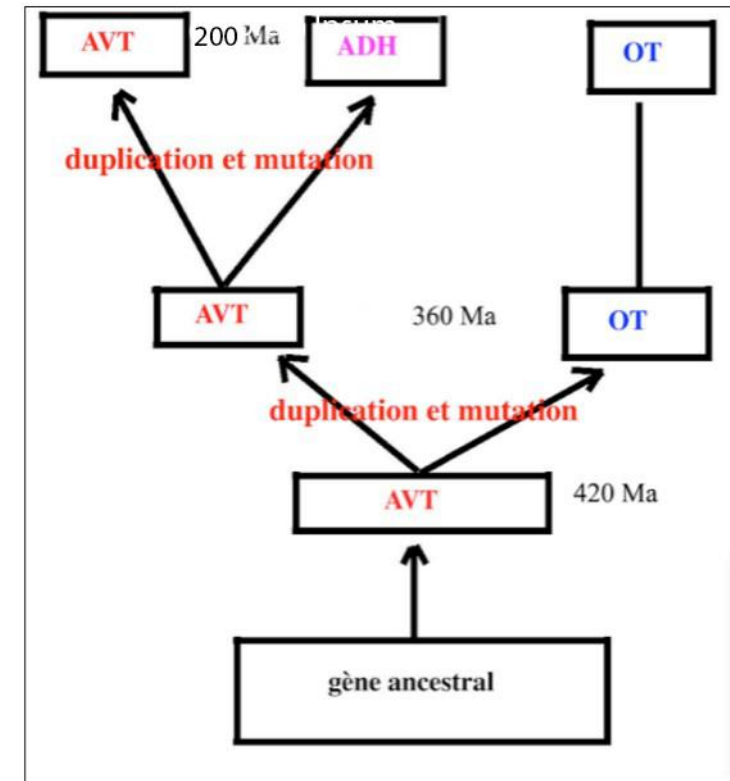 AVT 200 Ma ADH OT
duplication et mutation
AVT 360 Ma OT
duplication et mutation
AVT 420 Ma
gène ancestral